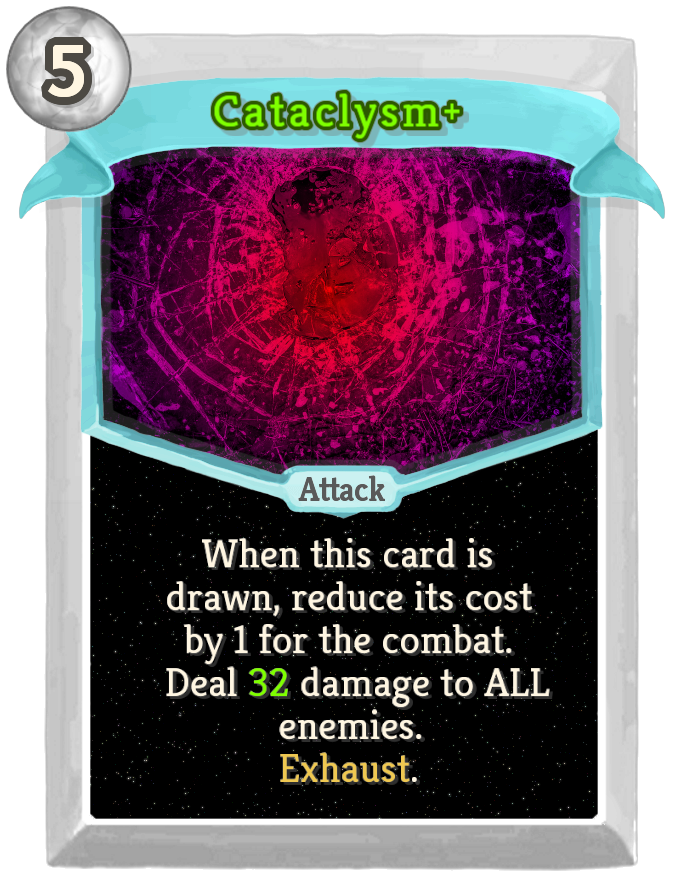 5
Cataclysm+
Attack
When this card is
drawn, reduce its cost
by 1 for the combat.
Deal 32 damage to ALL
enemies.
Exhaust.